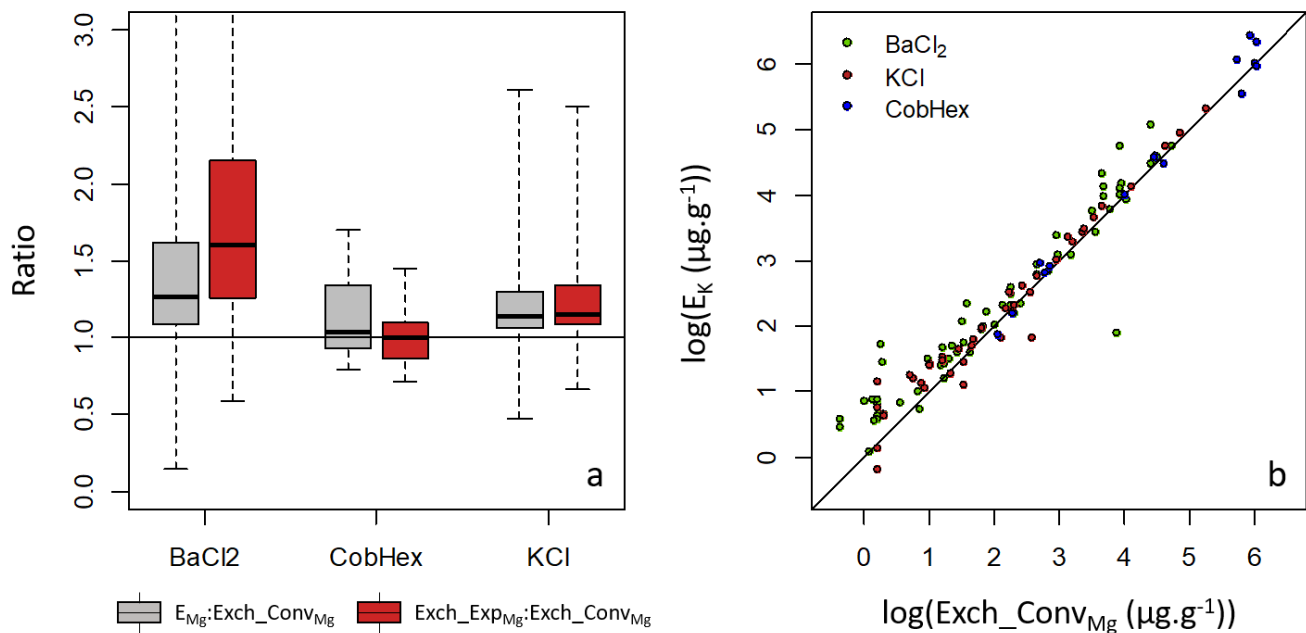 Ratio
3.0
2.5
2.0
1.5
1.0
0.5
0.0
a
BaCl2 CobHex KCl
E_Mg:Exch_Conv_Mg Exch_Exp_Mg:Exch_Conv_Mg
log(E_K (µg.g⁻¹))
BaCl₂
KCl
CobHex
6
5
4
3
2
1
0
b
0 1 2 3 4 5 6
log(Exch_Conv_Mg (µg.g⁻¹))